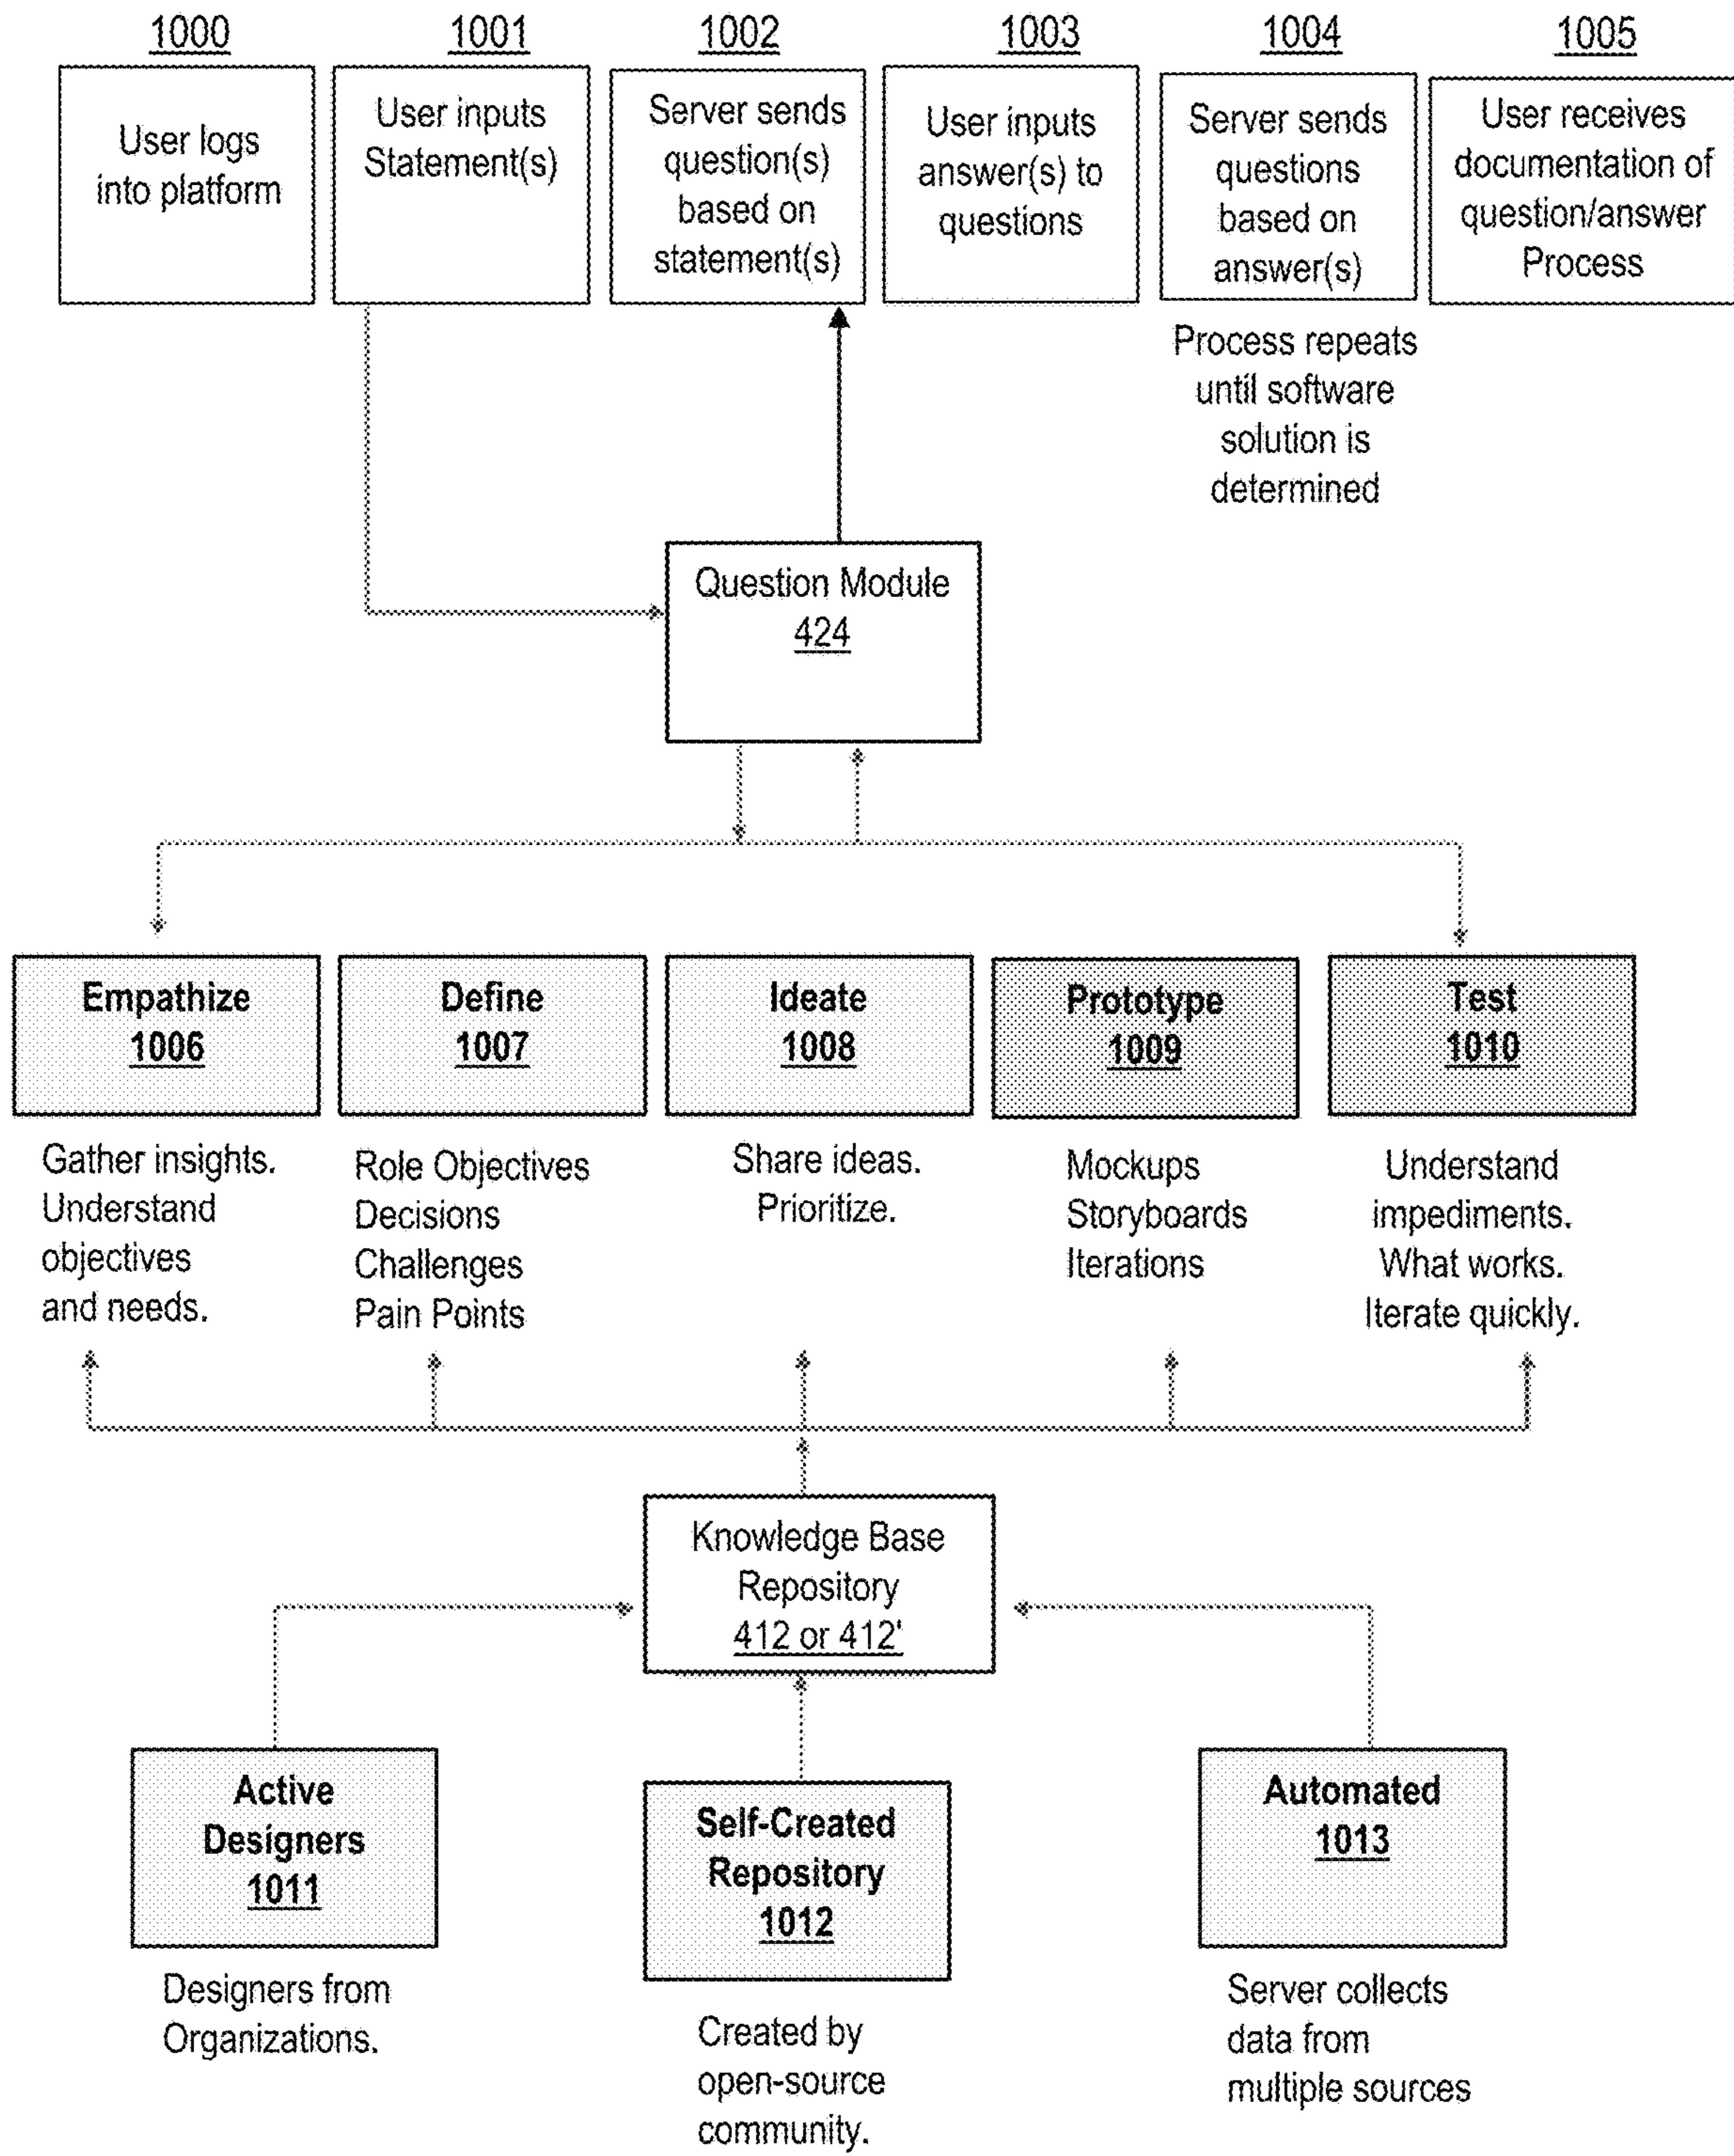 1000
User logs
into platform
1001
User inputs
Statement(s)
1002
Server sends
question(s)
based on
statement(s)
1003
User inputs
answer(s) to
questions
1004
Server sends
questions
based on
answer(s)
Process repeats
until software
solution is
determined
1005
User receives
documentation of
question/answer
Process
Question Module
424
Empathize
1006
Gather insights.
Understand
objectives
and needs.
Define
1007
Role Objectives
Decisions
Challenges
Pain Points
Ideate
1008
Share ideas.
Prioritize.
Prototype
1009
Mockups
Storyboards
Iterations
Test
1010
Understand
impediments.
What works.
Iterate quickly.
Knowledge Base
Repository
412 or 412'
Active
Designers
1011
Designers from
Organizations.
Self-Created
Repository
1012
Created by
open-source
community.
Automated
1013
Server collects
data from
multiple sources